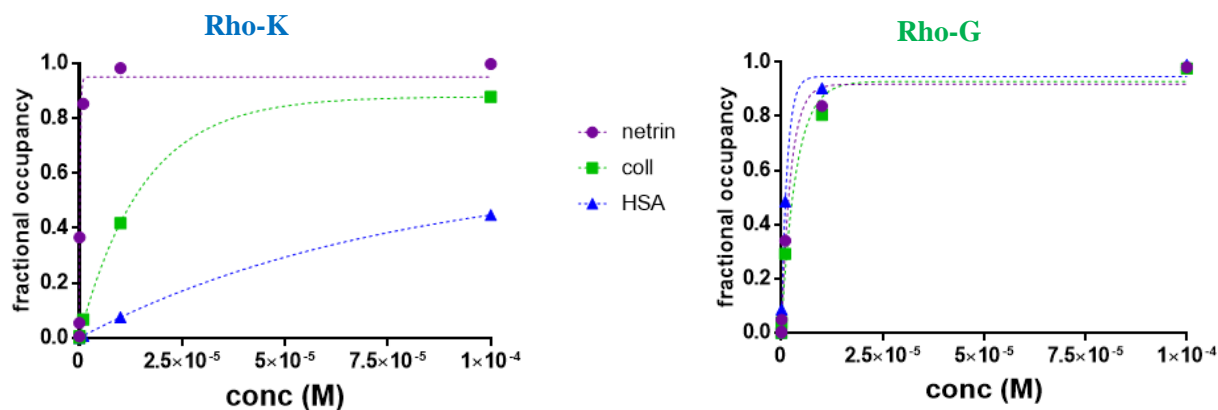 Rho-K
fractional occupancy
1.0
0.8
0.6
0.4
0.2
0.0
0
2.5×10⁻⁵
5×10⁻⁵
7.5×10⁻⁵
1×10⁻⁴
conc (M)
netrin
coll
HSA
Rho-G
fractional occupancy
1.0
0.8
0.6
0.4
0.2
0.0
0
2.5×10⁻⁵
5×10⁻⁵
7.5×10⁻⁵
1×10⁻⁴
conc (M)